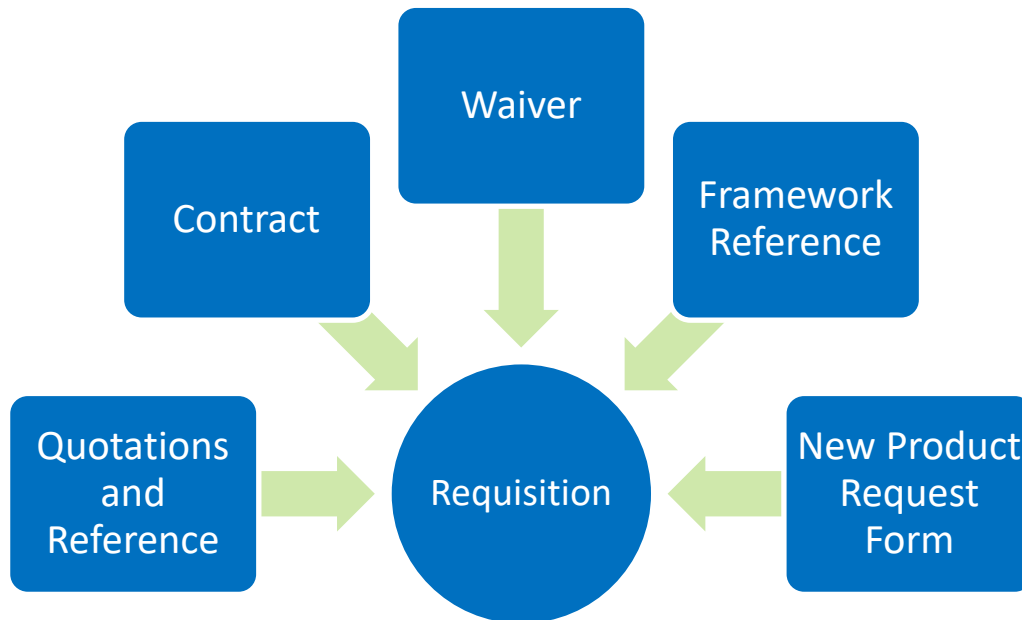 Waiver
Contract
Framework
Reference
Quotations
and
Reference
Requisition
New Product
Request
Form